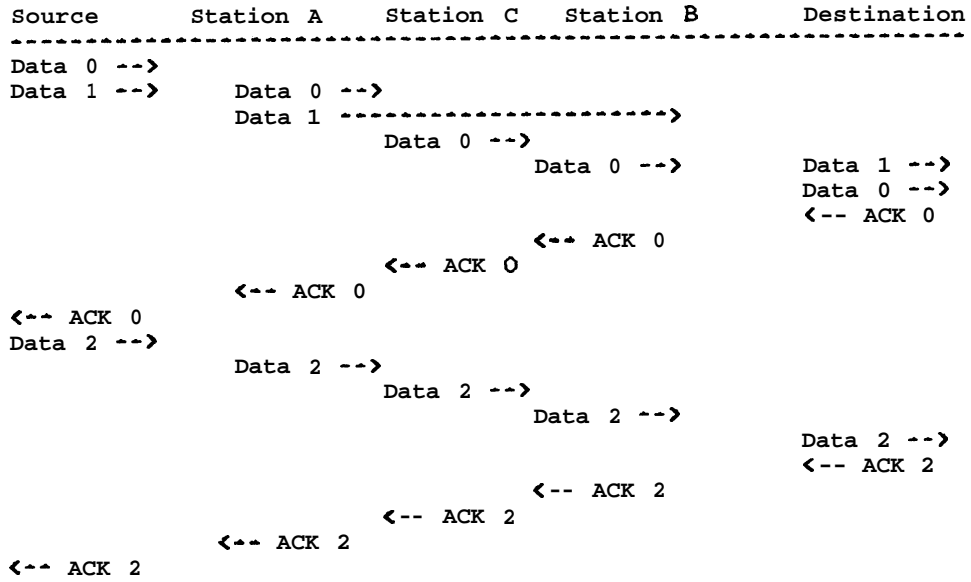 Source Station A Station C Station B Destination
--------------------------------------------------------------------------------
Data 0 -->
Data 1 --> Data 0 -->
Data 1 ---------------------->
Data 0 -->
Data 0 --> Data 1 -->
Data 0 -->
<-- ACK 0
<-- ACK 0
<-- ACK 0
<-- ACK 0
<-- ACK 0
Data 2 -->
Data 2 -->
Data 2 -->
Data 2 -->
Data 2 -->
<-- ACK 2
<-- ACK 2
<-- ACK 2
<-- ACK 2
<-- ACK 2